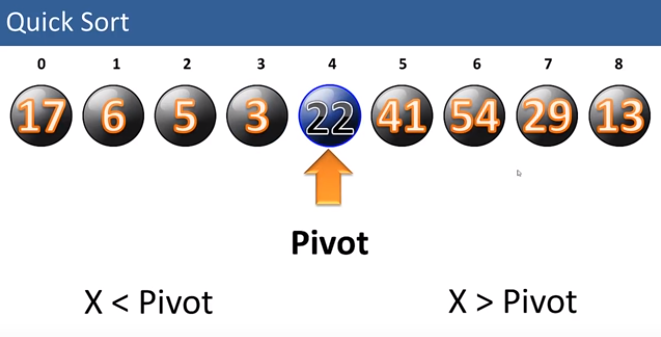 Quick Sort
0 1 2 3 4 5 6 7 8
17 6 5 3 22 41 54 29 13
Pivot
X < Pivot X > Pivot